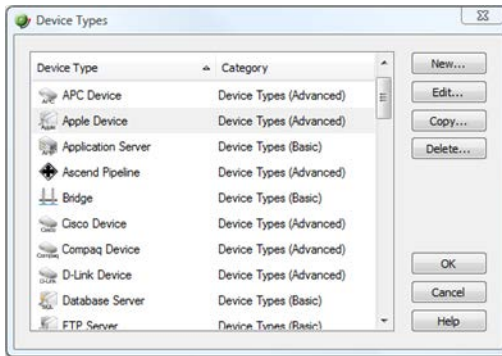 Device Types
Device Type Category
APC Device Device Types (Advanced)
Apple Device Device Types (Advanced)
Application Server Device Types (Basic)
Ascend Pipeline Device Types (Advanced)
Bridge Device Types (Basic)
Cisco Device Device Types (Advanced)
Compaq Device Device Types (Advanced)
D-Link Device Device Types (Advanced)
Database Server Device Types (Basic)
FTP Server Device Types (Basic)
New...
Edit...
Copy...
Delete...
OK
Cancel
Help